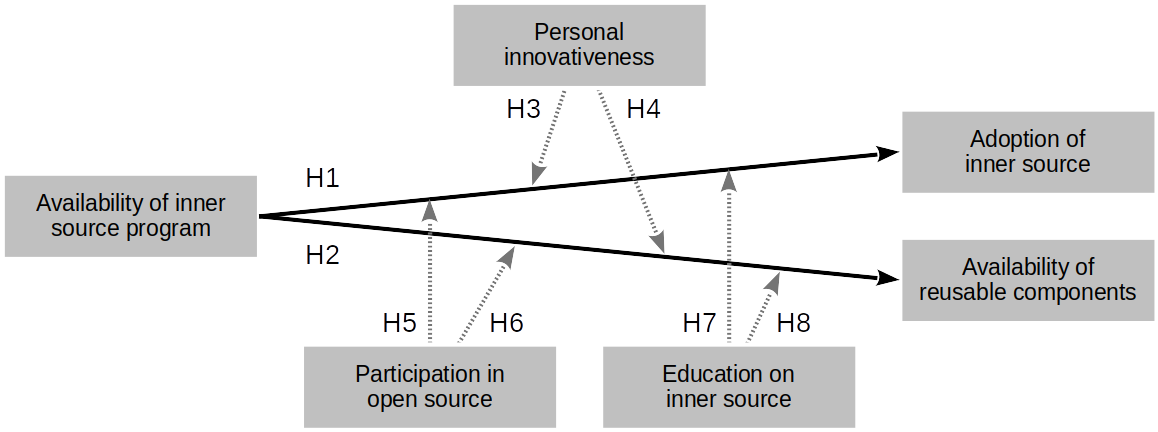 Personal
innovativeness
H3
H4
Adoption of
inner source
H1
Availability of inner
source program
H2
Availability of
reusable components
H5
H6
H7
H8
Participation in
open source
Education on
inner source